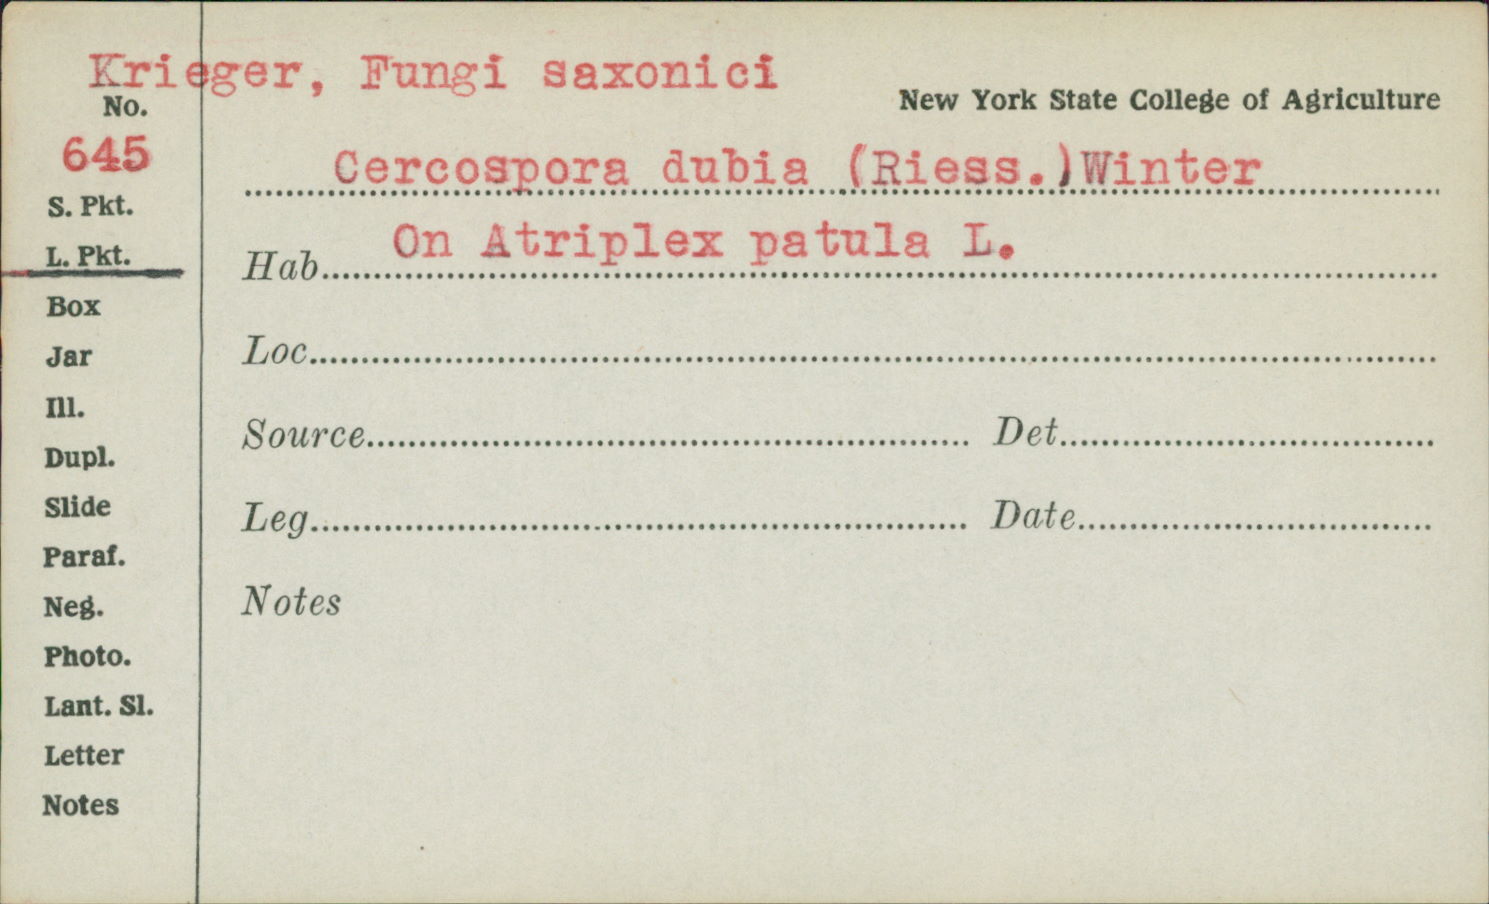 Krieger, Fungi saxonici
No.
New York State College of Agriculture
645
Cercospora dubia (Riess.)Winter
S. Pkt.
On Atriplex patula L.
L. Pkt.
Hab.
Box
Loc.
Jar
Ill.
Source. Det.
Dupl.
Slide
Leg. Date.
Paraf.
Neg.
Notes
Photo.
Lant. Sl.
Letter
Notes